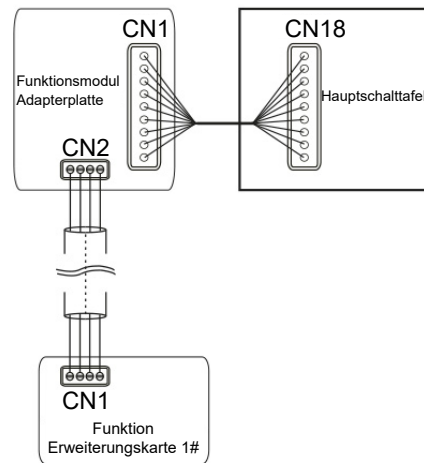 CN1
CN18
Funktionsmodul
Adapterplatte
Hauptschalttafel
CN2
CN1
Funktion
Erweiterungskarte 1#